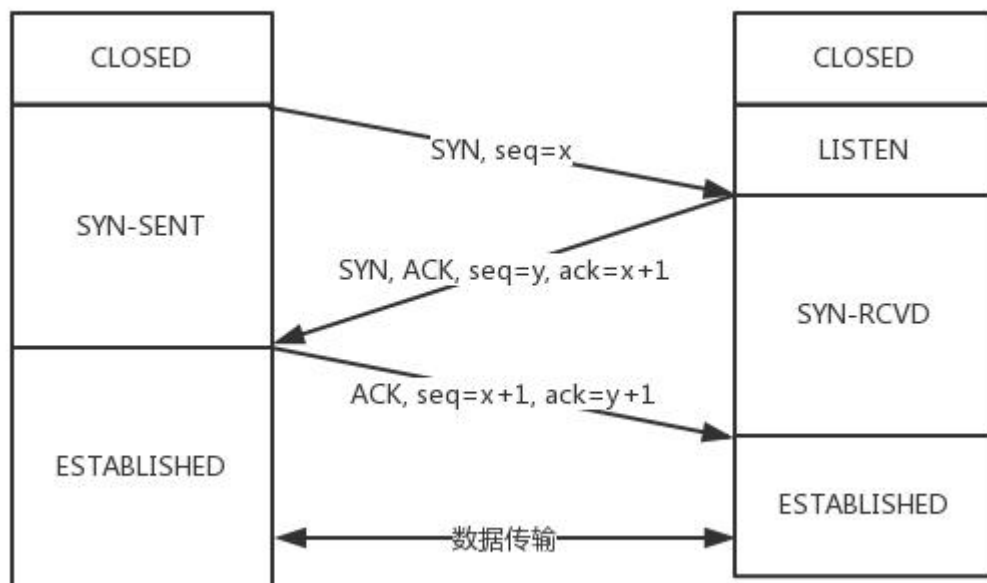 CLOSED
CLOSED
SYN, seq=x
LISTEN
SYN-SENT
SYN, ACK, seq=y, ack=x+1
SYN-RCVD
ACK, seq=x+1, ack=y+1
ESTABLISHED
ESTABLISHED
数据传输